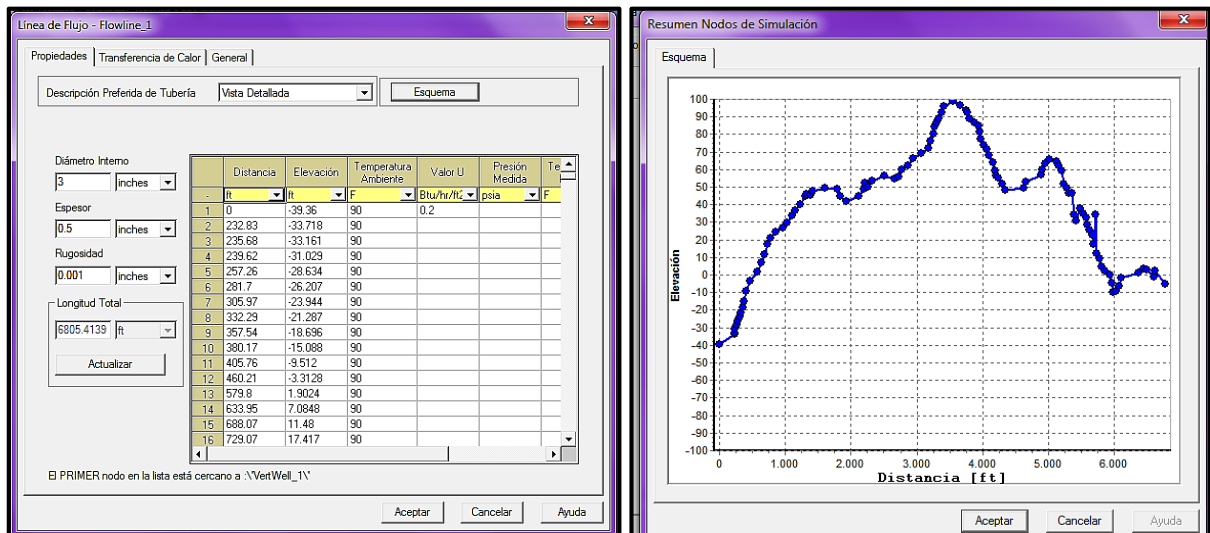 Línea de Flujo - Flowline_1
Propiedades Transferencia de Calor General
Descripción Preferida de Tubería Vista Detallada Esquema
Diámetro Interno
3 inches
Espesor
0.5 inches
Rugosidad
0.001 inches
Longitud Total
6805.4139 ft
Actualizar
Distancia Elevación Temperatura Ambiente Valor U Presión Medida Te
- ft ft F Btu/hr/ft2 psia F
1 0 -39.36 90 0.2
2 232.83 -33.718 90
3 235.68 -33.161 90
4 239.62 -31.029 90
5 257.26 -28.634 90
6 281.7 -26.207 90
7 305.97 -23.944 90
8 332.29 -21.287 90
9 357.54 -18.696 90
10 380.17 -15.088 90
11 405.76 -9.512 90
12 460.21 -3.3128 90
13 579.8 1.9024 90
14 633.95 7.0848 90
15 688.07 11.48 90
16 729.07 17.417 90
El PRIMER nodo en la lista está cercano a :\"VertWell_1\"
Aceptar Cancelar Ayuda
Resumen Nodos de Simulación
Esquema
Elevación
100
90
80
70
60
50
40
30
20
10
0
-10
-20
-30
-40
-50
-60
-70
-80
-90
-100
0 1.000 2.000 3.000 4.000 5.000 6.000
Distancia [ft]
Aceptar Cancelar Ayuda